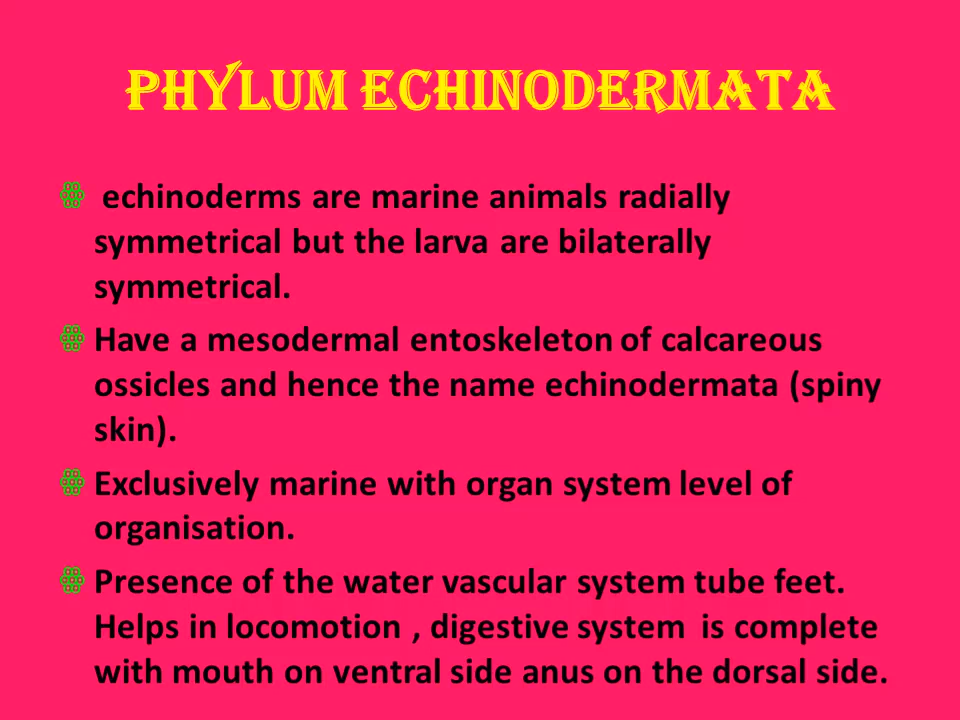 PHYLUM ECHINODERMATA
echinoderms are marine animals radially
symmetrical but the larva are bilaterally
symmetrical.
Have a mesodermal entoskeleton of calcareous
ossicles and hence the name echinodermata (spiny
skin).
Exclusively marine with organ system level of
organisation.
Presence of the water vascular system tube feet.
Helps in locomotion , digestive system is complete
with mouth on ventral side anus on the dorsal side.